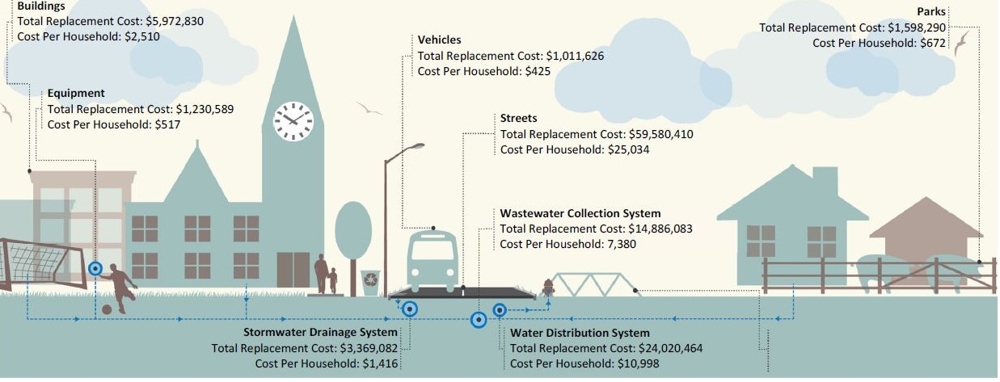 Buildings
Total Replacement Cost: $5,972,830
Cost Per Household: $2,510
Equipment
Total Replacement Cost: $1,230,589
Cost Per Household: $517
Vehicles
Total Replacement Cost: $1,011,626
Cost Per Household: $425
Parks
Total Replacement Cost: $1,598,290
Cost Per Household: $672
Streets
Total Replacement Cost: $59,580,410
Cost Per Household: $25,034
Wastewater Collection System
Total Replacement Cost: $14,886,083
Cost Per Household: 7,380
Stormwater Drainage System
Total Replacement Cost: $3,369,082
Cost Per Household: $1,416
Water Distribution System
Total Replacement Cost: $24,020,464
Cost Per Household: $10,998